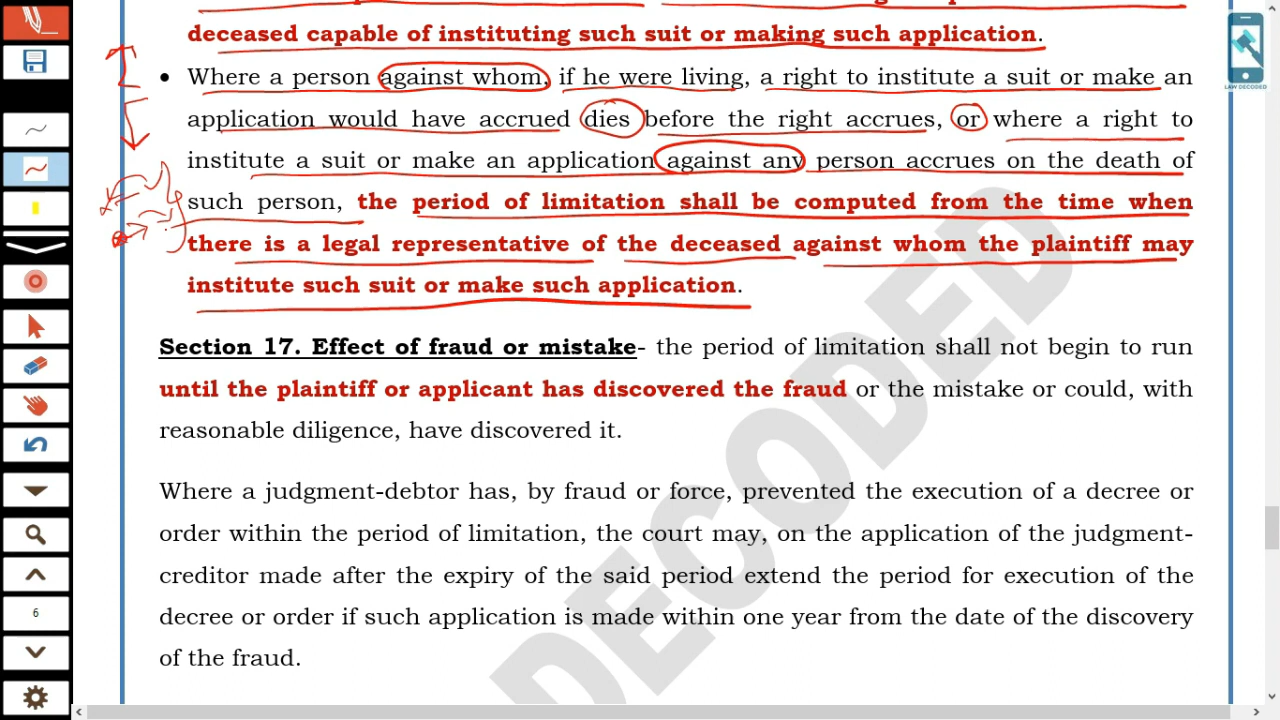 deceased capable of instituting such suit or making such application.
• Where a person against whom, if he were living, a right to institute a suit or make an
application would have accrued dies before the right accrues, or where a right to
institute a suit or make an application against any person accrues on the death of
such person, the period of limitation shall be computed from the time when
there is a legal representative of the deceased against whom the plaintiff may
institute such suit or make such application.
Section 17. Effect of fraud or mistake- the period of limitation shall not begin to run
until the plaintiff or applicant has discovered the fraud or the mistake or could, with
reasonable diligence, have discovered it.
Where a judgment-debtor has, by fraud or force, prevented the execution of a decree or
order within the period of limitation, the court may, on the application of the judgment-
creditor made after the expiry of the said period extend the period for execution of the
decree or order if such application is made within one year from the date of the discovery
of the fraud.
DECODED
LAW DECODED
6